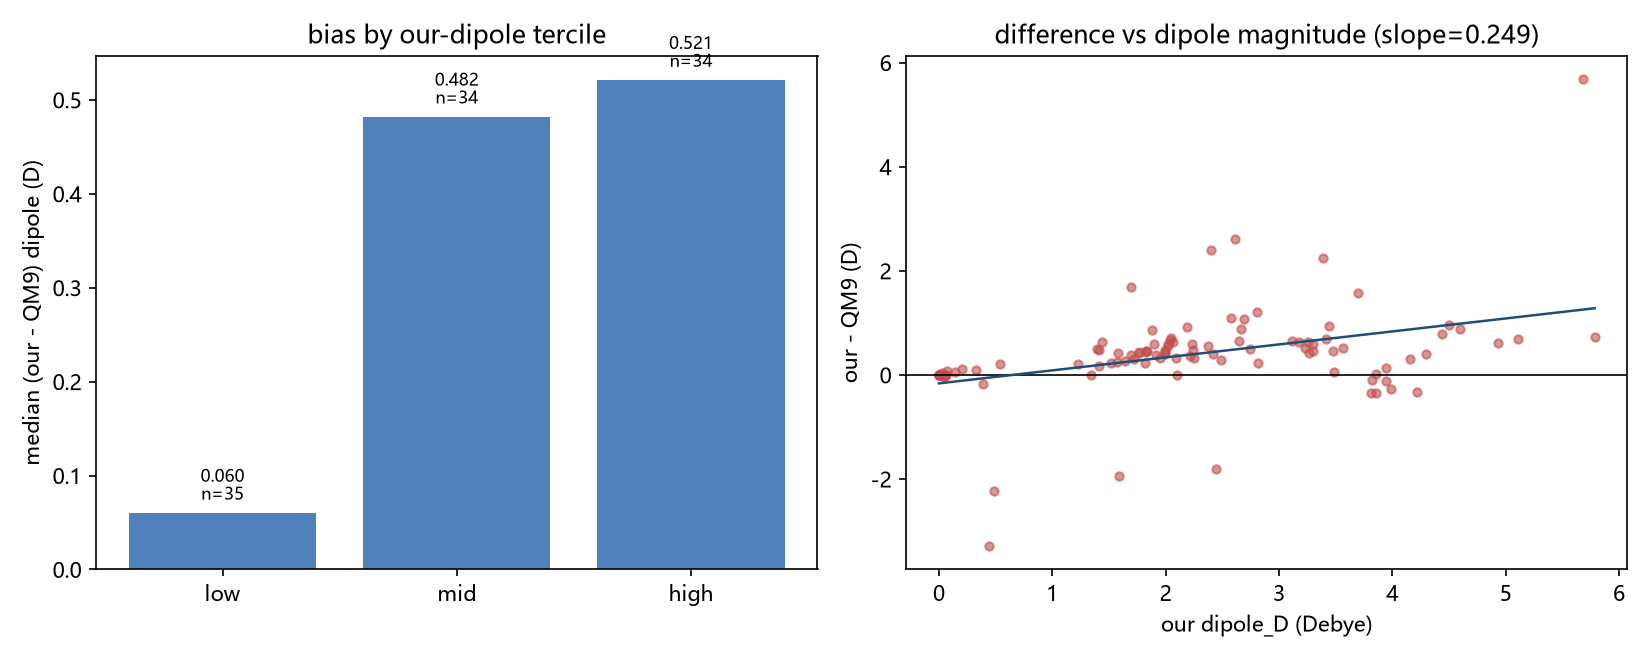 bias by our-dipole tercile
median (our - QM9) dipole (D)
0.5
0.4
0.3
0.2
0.1
0.0
0.060
n=35
0.482
n=34
0.521
n=34
low
mid
high
difference vs dipole magnitude (slope=0.249)
our - QM9 (D)
6
4
2
0
-2
0
1
2
3
4
5
6
our dipole_D (Debye)